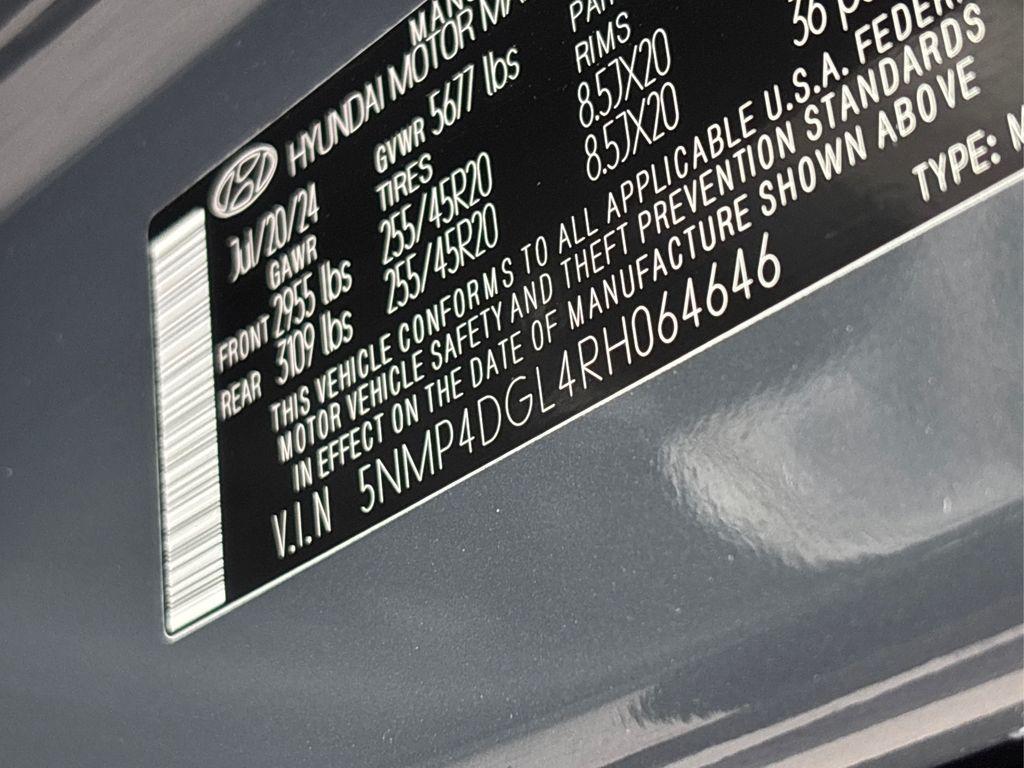 HYUNDAI MOTOR
Jul/20/24
GVWR 5677 lbs
GAWR TIRES RIMS
FRONT 2955 lbs 255/45R20 8.5JX20 36
REAR 3109 lbs 255/45R20 8.5JX20
THIS VEHICLE CONFORMS TO ALL APPLICABLE U.S.A.
MOTOR VEHICLE SAFETY AND THEFT PREVENTION STANDARDS
IN EFFECT ON THE DATE OF MANUFACTURE SHOWN ABOVE
V.I.N 5NMP4DGL4RH064646 TYPE: